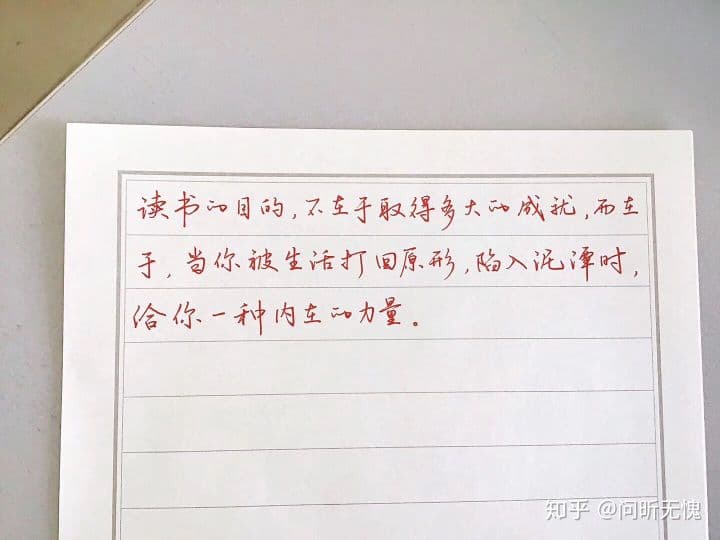 读书的目的，不在于取得多大的成就，而在
于，当你被生活打回原形，陷入泥潭时，
给你一种内在的力量。
知乎 @问昕无愧